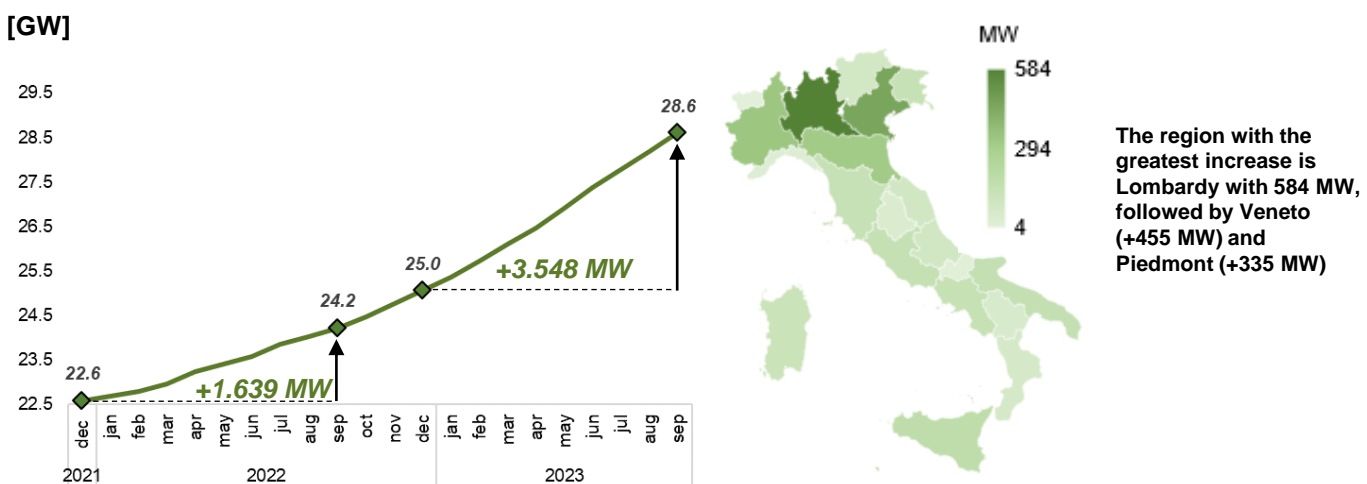 [GW]
29.5
28.5
27.5
26.5
25.5
24.5
23.5
22.5
22.6
24.2
25.0
28.6
+1.639 MW
+3.548 MW
dec jan feb mar apr may jun jul aug sep oct nov dec jan feb mar apr may jun jul aug sep
2021 2022 2023
MW
584
294
4
The region with the
greatest increase is
Lombardy with 584 MW,
followed by Veneto
(+455 MW) and
Piedmont (+335 MW)